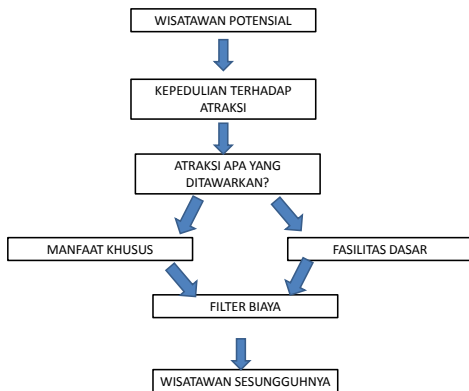 WISATAWAN POTENSIAL
KEPEDULIAN TERHADAP
ATRAKSI
ATRAKSI APA YANG
DITAWARKAN?
MANFAAT KHUSUS
FASILITAS DASAR
FILTER BIAYA
WISATAWAN SESUNGGUHNYA